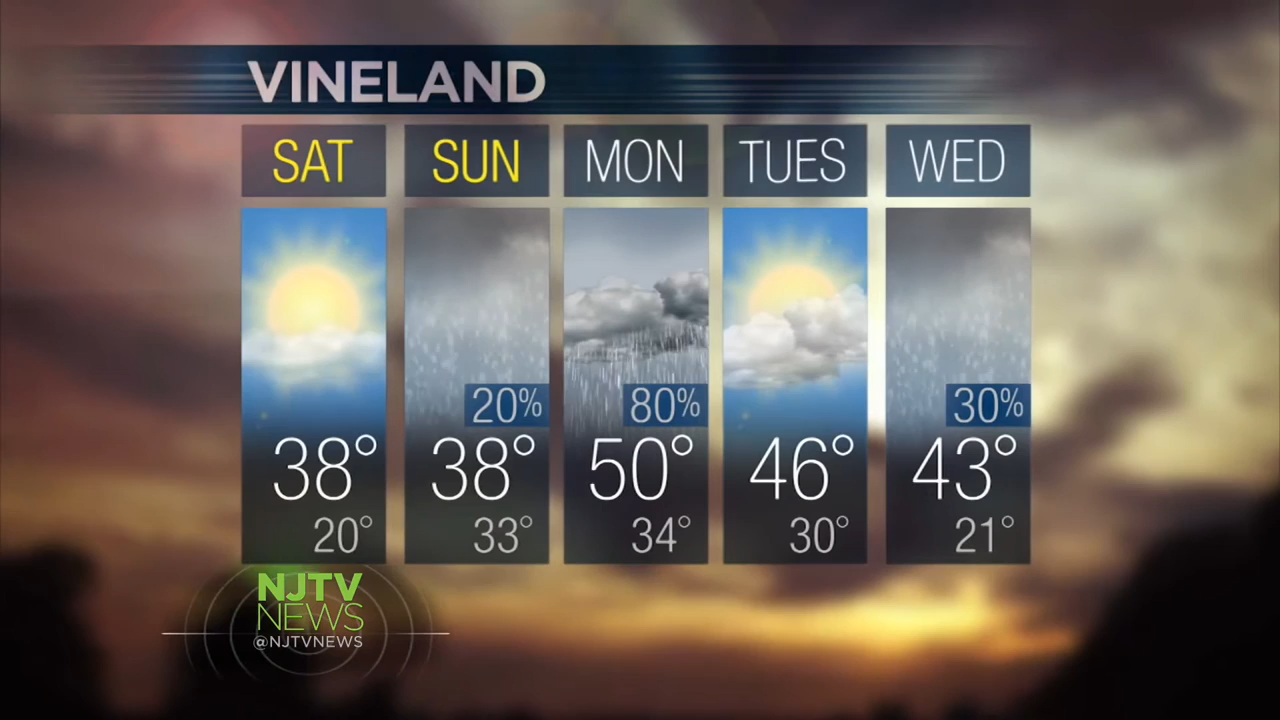 VINELAND
SAT SUN MON TUES WED
20% 80% 30%
38° 38° 50° 46° 43°
20° 33° 34° 30° 21°
NJTV
NEWS
@NJTVNEWS